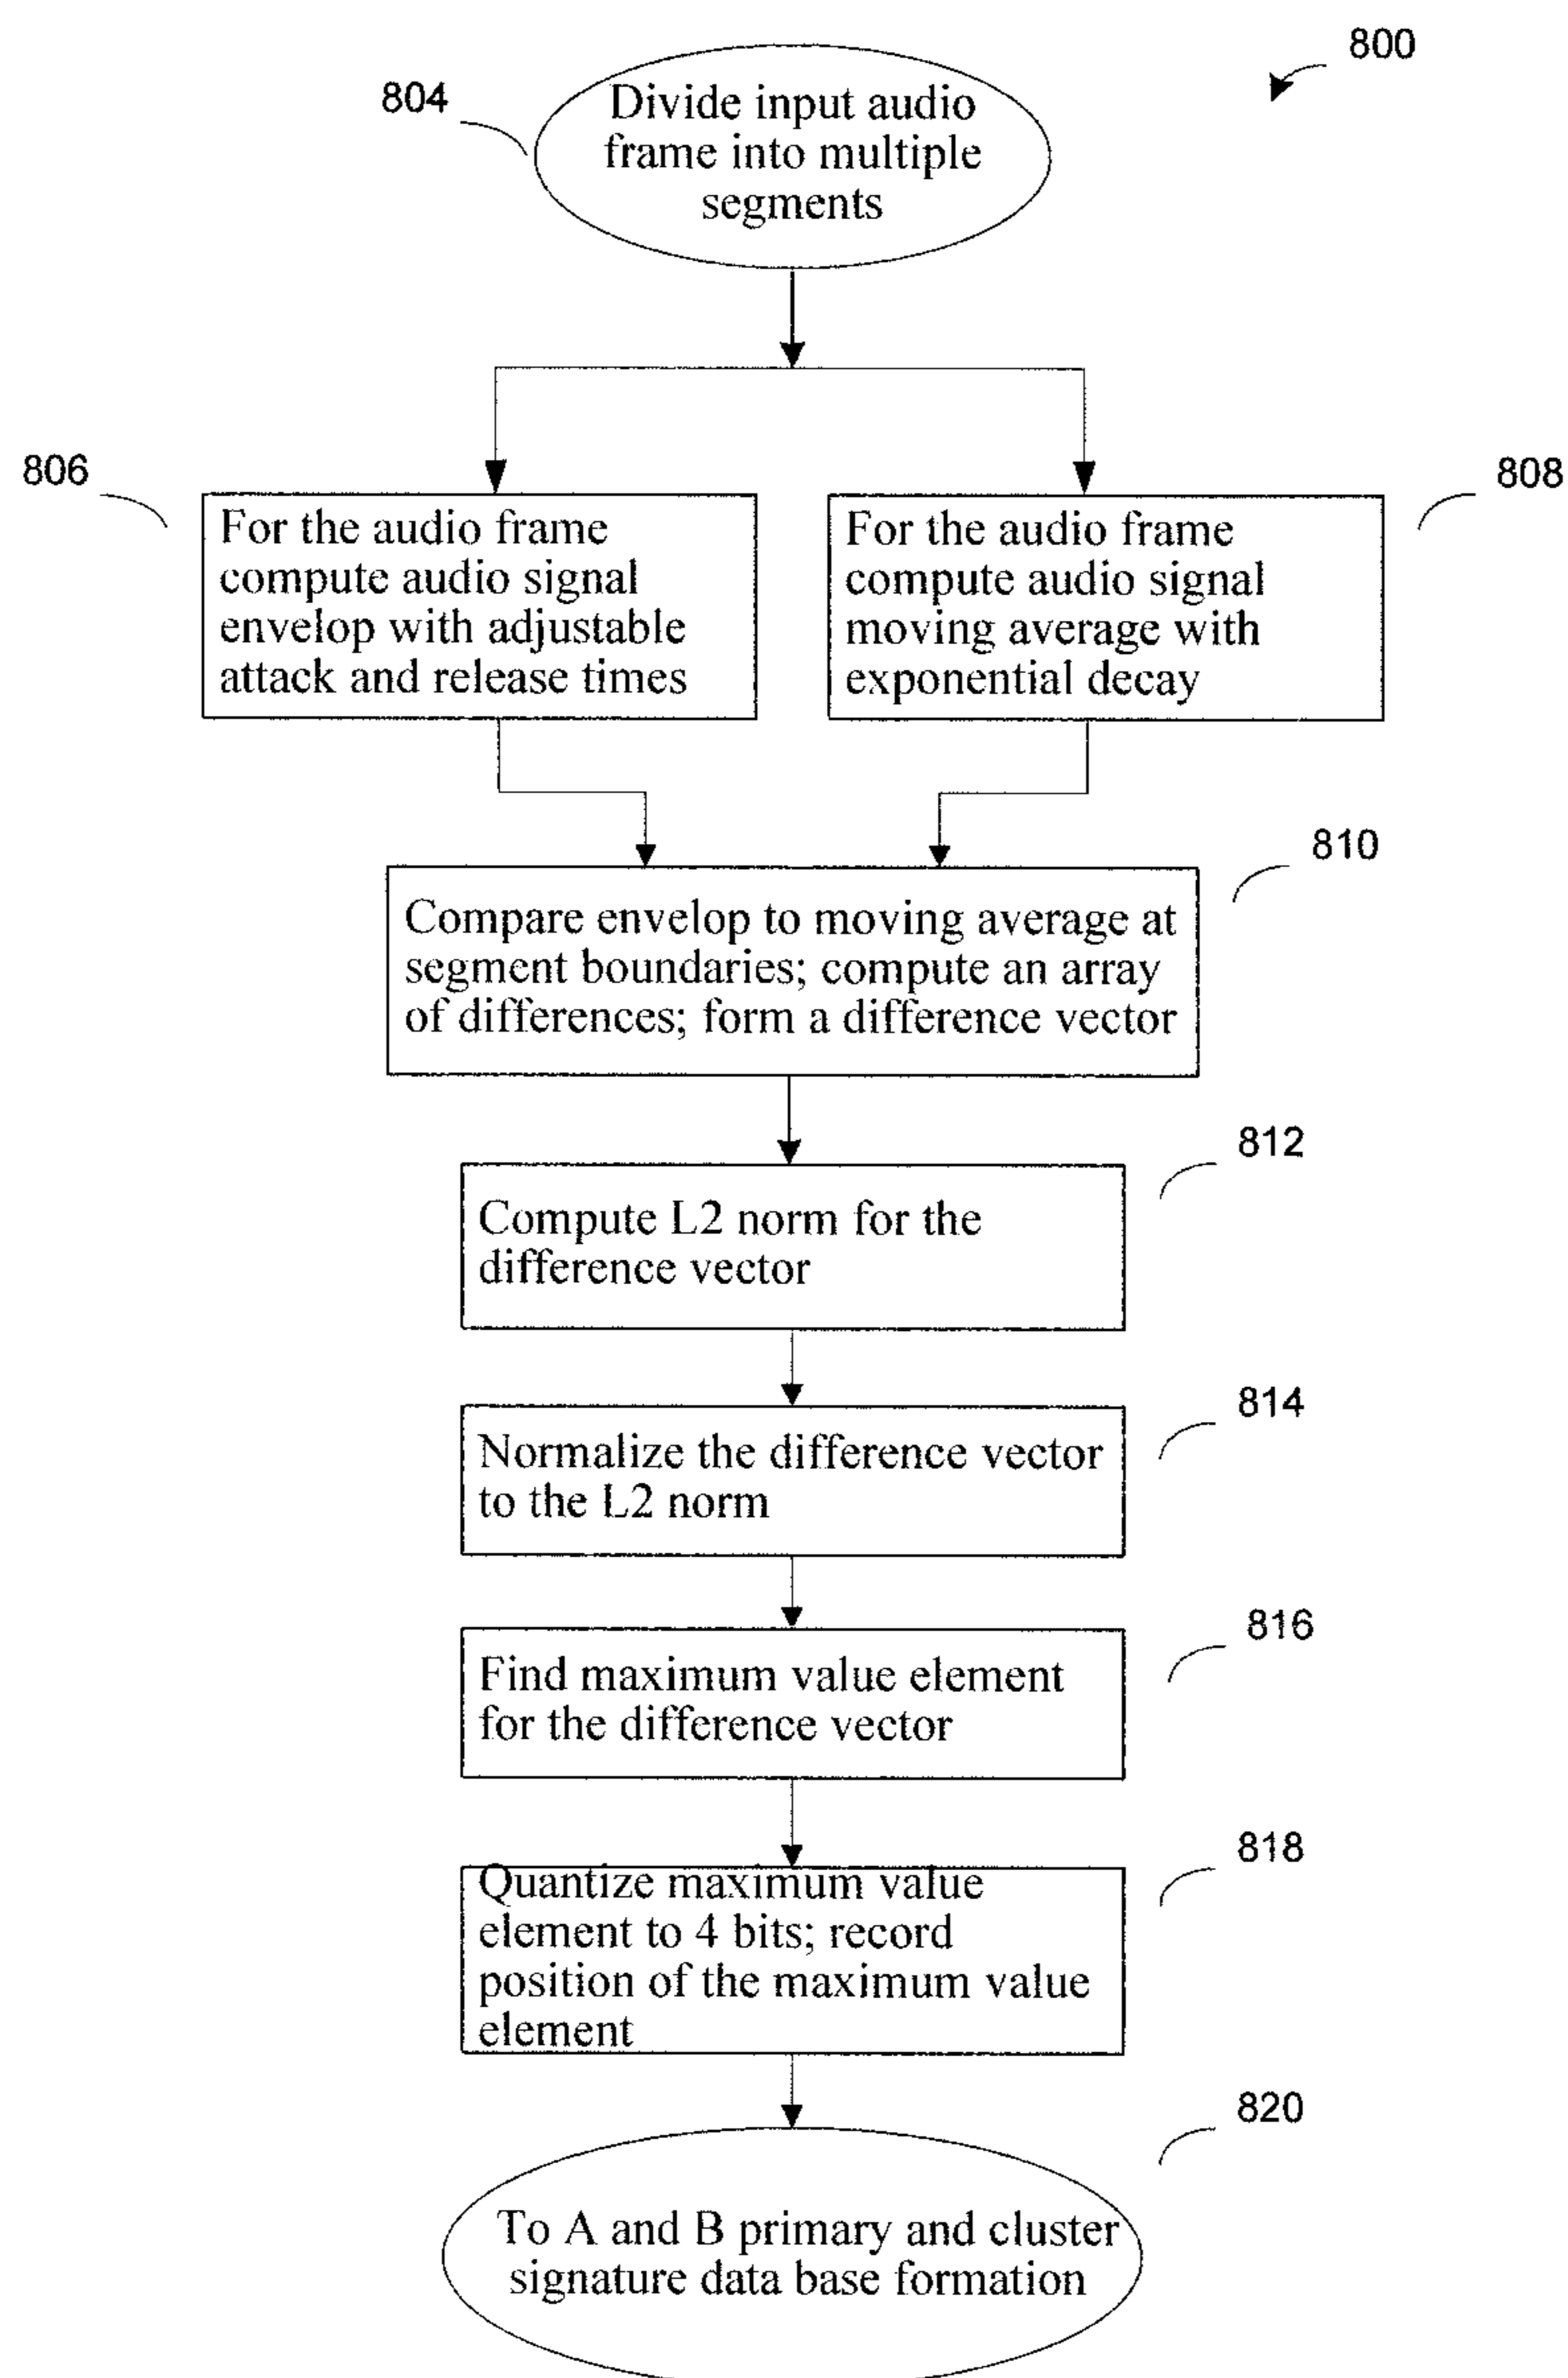 800
804
Divide input audio
frame into multiple
segments
806
For the audio frame
compute audio signal
envelop with adjustable
attack and release times
808
For the audio frame
compute audio signal
moving average with
exponential decay
810
Compare envelop to moving average at
segment boundaries; compute an array
of differences; form a difference vector
812
Compute L2 norm for the
difference vector
814
Normalize the difference vector
to the L2 norm
816
Find maximum value element
for the difference vector
818
Quantize maximum value
element to 4 bits; record
position of the maximum value
element
820
To A and B primary and cluster
signature data base formation